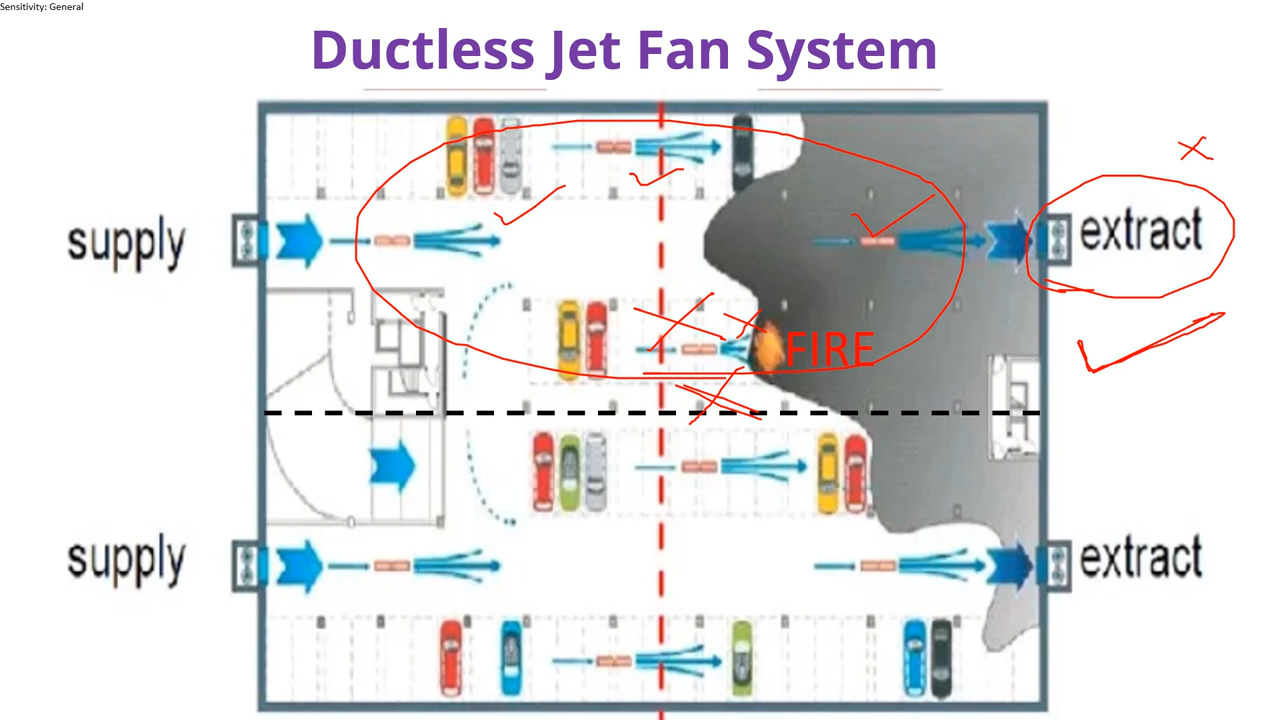 Sensitivity: General
Ductless Jet Fan System
supply
extract
FIRE
supply
extract